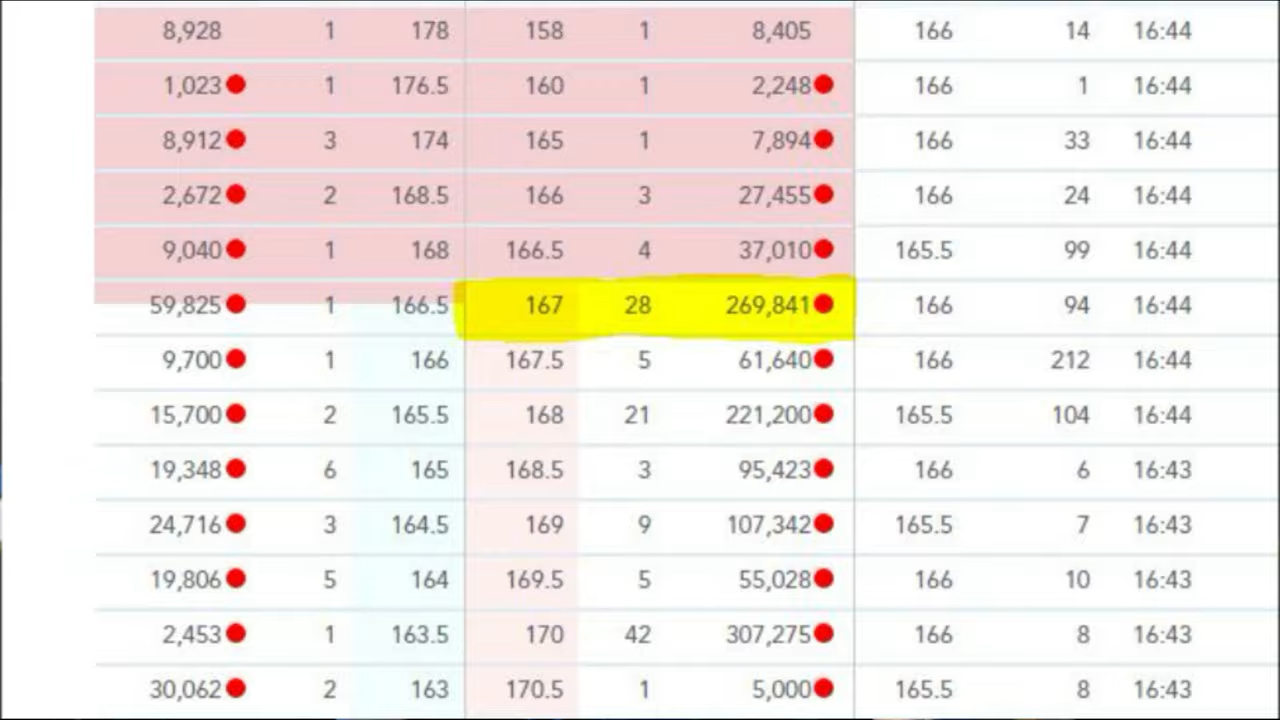 8,928 1 178 158 1 8,405 166 14 16:44
1,023 1 176.5 160 1 2,248 166 1 16:44
8,912 3 174 165 1 7,894 166 33 16:44
2,672 2 168.5 166 3 27,455 166 24 16:44
9,040 1 168 166.5 4 37,010 165.5 99 16:44
59,825 1 166.5 167 28 269,841 166 94 16:44
9,700 1 166 167.5 5 61,640 166 212 16:44
15,700 2 165.5 168 21 221,200 165.5 104 16:44
19,348 6 165 168.5 3 95,423 166 6 16:43
24,716 3 164.5 169 9 107,342 165.5 7 16:43
19,806 5 164 169.5 5 55,028 166 10 16:43
2,453 1 163.5 170 42 307,275 166 8 16:43
30,062 2 163 170.5 1 5,000 165.5 8 16:43